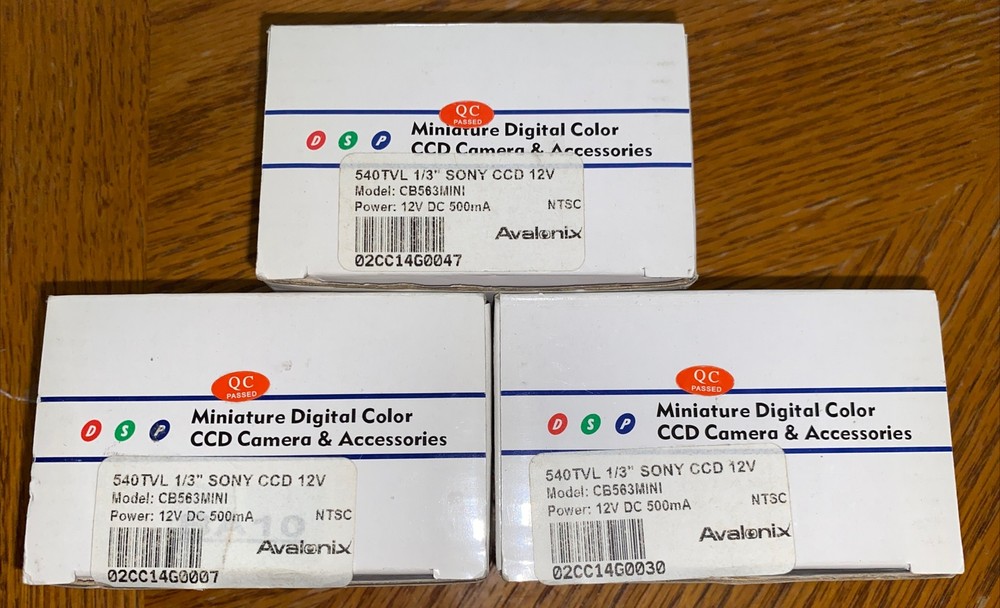 QC
PASSED
D S P
Miniature Digital Color
CCD Camera & Accessories
540TVL 1/3" SONY CCD 12V
Model: CB563MINI
Power: 12V DC 500mA NTSC
Avalonix
02CC14G0047
QC
PASSED
D S P
Miniature Digital Color
CCD Camera & Accessories
540TVL 1/3" SONY CCD 12V
Model: CB563MINI
Power: 12V DC 500mA NTSC
Avalonix
02CC14G0007
QC
PASSED
D S P
Miniature Digital Color
CCD Camera & Accessories
540TVL 1/3" SONY CCD 12V
Model: CB563MINI
Power: 12V DC 500mA NTSC
Avalonix
02CC14G0030